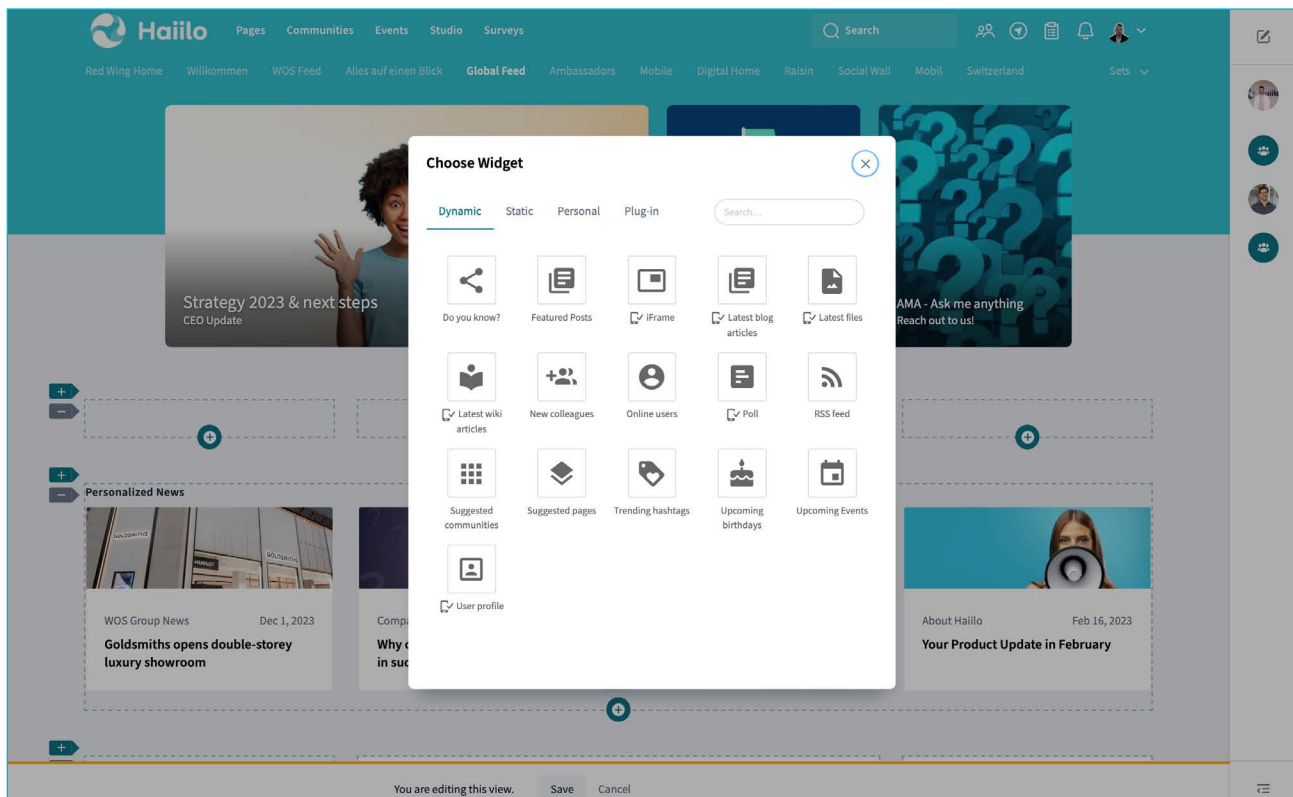 Haiilo
Pages Communities Events Studio Surveys
Search
Red Wing Home Willkommen WOS Feed Alles auf einen Blick Global Feed Ambassadors Mobile Digital Home Raisin Social Wall Mobil Switzerland Sets
Strategy 2023 & next steps
CEO Update
AMA - Ask me anything
Reach out to us!
Choose Widget
Dynamic Static Personal Plug-in Search...
Do you know? Featured Posts iFrame Latest blog articles Latest files
Latest wiki articles New colleagues Online users Poll RSS feed
Suggested communities Suggested pages Trending hashtags Upcoming birthdays Upcoming Events
User profile
Personalized News
GOLDSMITHS
GOLDSMITHS
HUBLOT
WOS Group News Dec 1, 2023
Goldsmiths opens double-storey
luxury showroom
Why
in
About Haiilo Feb 16, 2023
Your Product Update in February
You are editing this view. Save Cancel